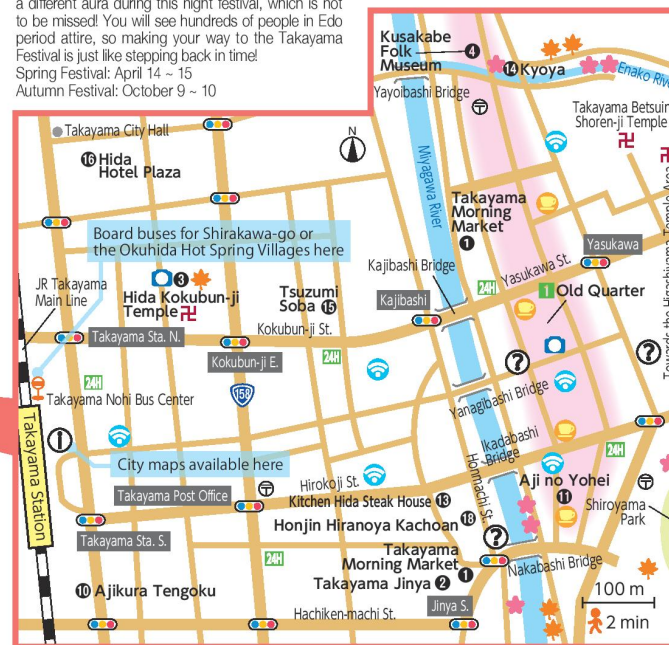 a different aura during this night festival, which is not
to be missed! You will see hundreds of people in Edo
period attire, so making your way to the Takayama
Festival is just like stepping back in time!
Spring Festival: April 14 ~ 15
Autumn Festival: October 9 ~ 10
Kusakabe
Folk
Museum
4
14 Kyoya
Enako Rive
Yayoibashi Bridge
Takayama Betsuin
Shoren-ji Temple
Takayama City Hall
16 Hida
Hotel Plaza
N
Miyagawa River
Takayama
Morning
Market
1
Board buses for Shirakawa-go or
the Okuhida Hot Spring Villages here
Yasukawa
Yasukawa St.
Kajibashi Bridge
24H
1 Old Quarter
Towards the Higashiyama Temple Area
JR Takayama
Main Line
3
Hida Kokubun-ji
Temple
Tsuzumi
Soba 15
Kajibashi
Kokubun-ji St.
Takayama Sta. N.
Kokubun-ji E.
?
?
24H
24H
158
Takayama Nohi Bus Center
Yanagibashi Bridge
Takayama Station
i
City maps available here
Ikadabashi
Bridge
24H
Hirokoji St.
Honmachi St.
Aji no Yohei
11
Takayama Post Office
Kitchen Hida Steak House 13
Shiroyama
Park
Honjin Hiranoya Kachoan 18
?
Takayama Sta. S.
24H
Takayama
Morning Market 1
Takayama Jinya 2
Nakabashi Bridge
10 Ajikura Tengoku
Jinya S.
Hachiken-machi St.
100 m
2 min